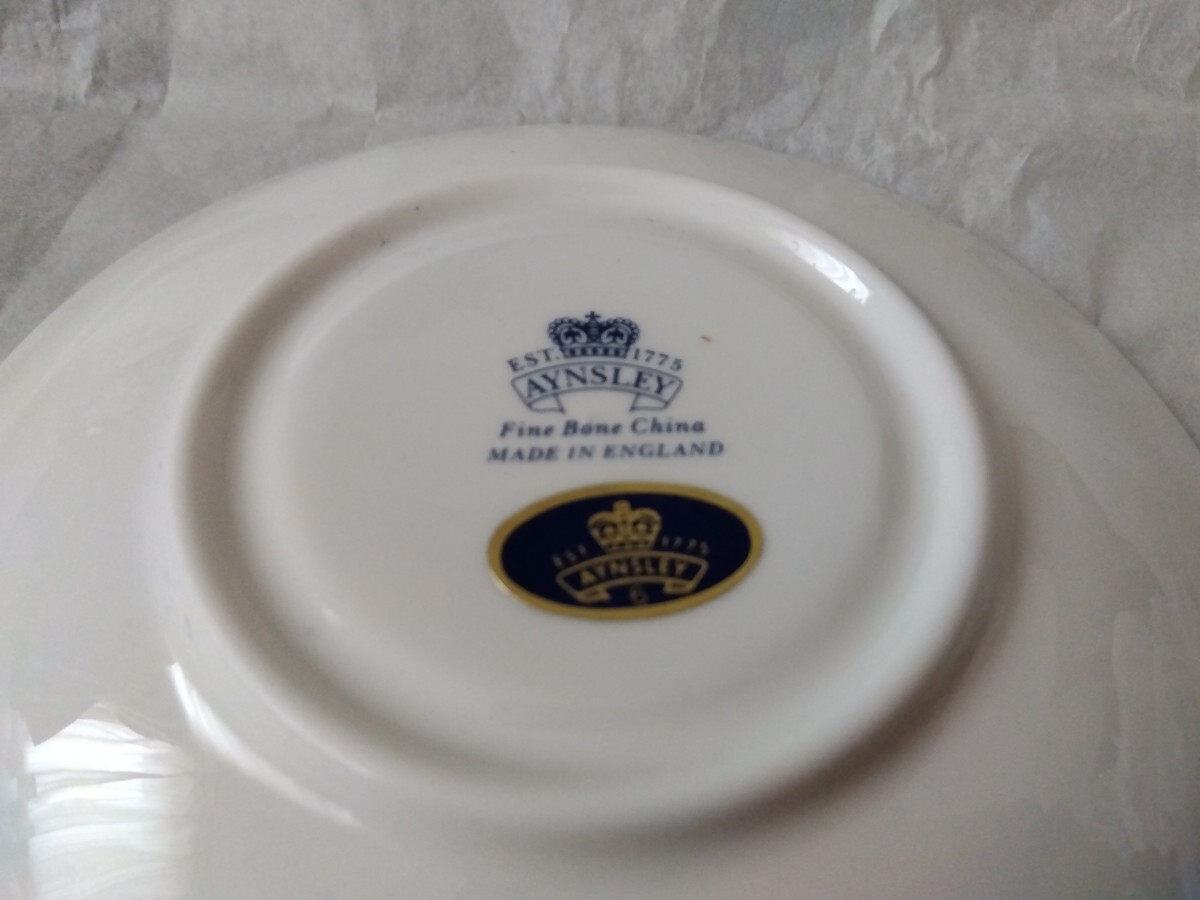 EST. 1775
AYNSLEY
Fine Bone China
MADE IN ENGLAND
EST 1775
AYNSLEY